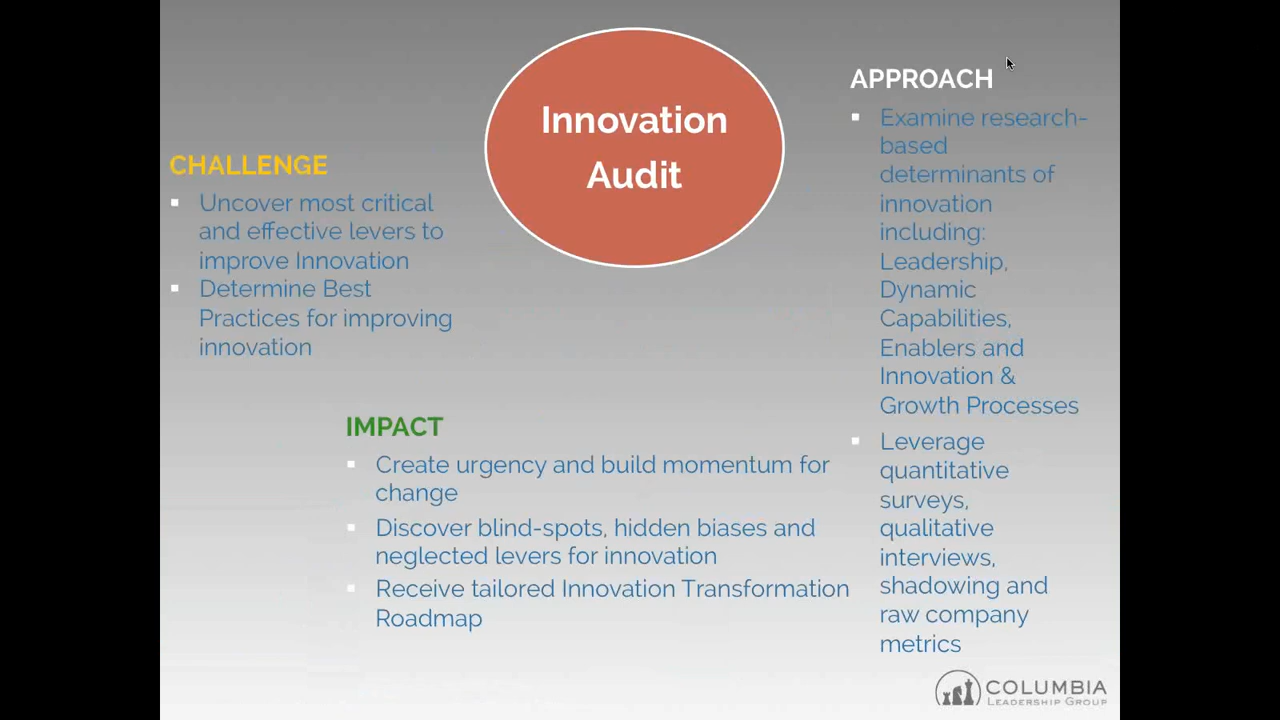 Innovation
Audit
CHALLENGE
▪ Uncover most critical
and effective levers to
improve Innovation
▪ Determine Best
Practices for improving
innovation
IMPACT
▪ Create urgency and build momentum for
change
▪ Discover blind-spots, hidden biases and
neglected levers for innovation
▪ Receive tailored Innovation Transformation
Roadmap
APPROACH
▪ Examine research-
based
determinants of
innovation
including:
Leadership,
Dynamic
Capabilities,
Enablers and
Innovation &
Growth Processes
▪ Leverage
quantitative
surveys,
qualitative
interviews,
shadowing and
raw company
metrics
COLUMBIA
LEADERSHIP GROUP